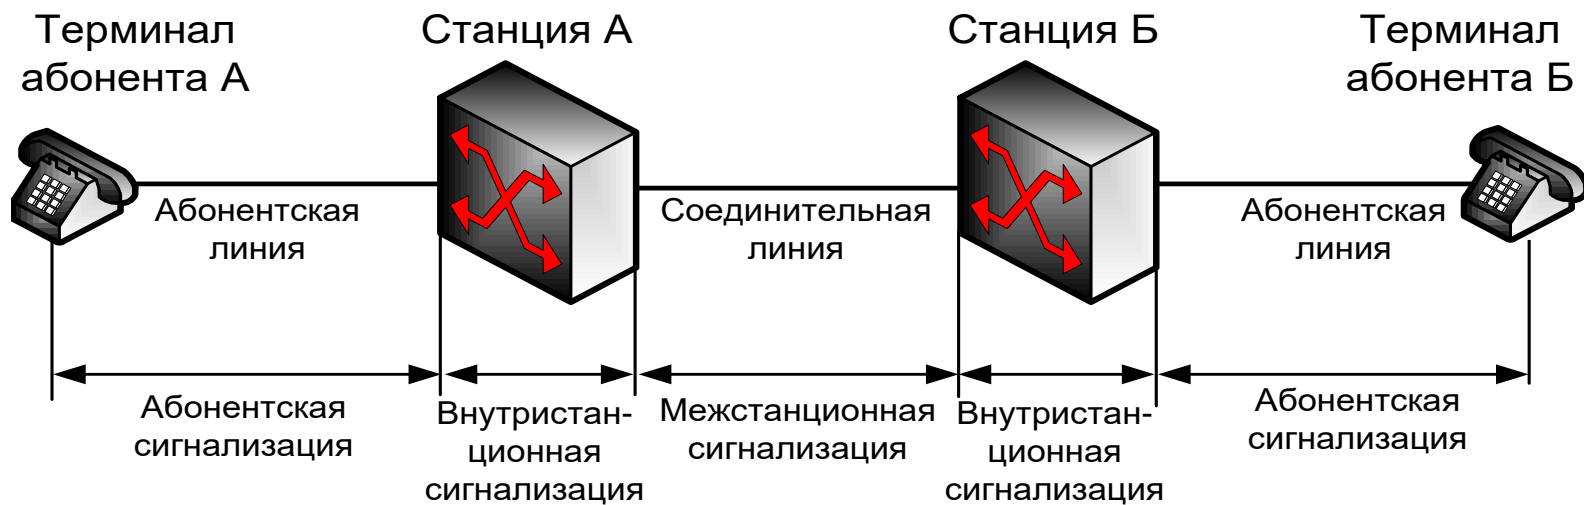 Терминал
абонента А
Станция А
Станция Б
Терминал
абонента Б
Абонентская
линия
Соединительная
линия
Абонентская
линия
Абонентская
сигнализация
Внутристан-
ционная
сигнализация
Межстанционная
сигнализация
Внутристан-
ционная
сигнализация
Абонентская
сигнализация